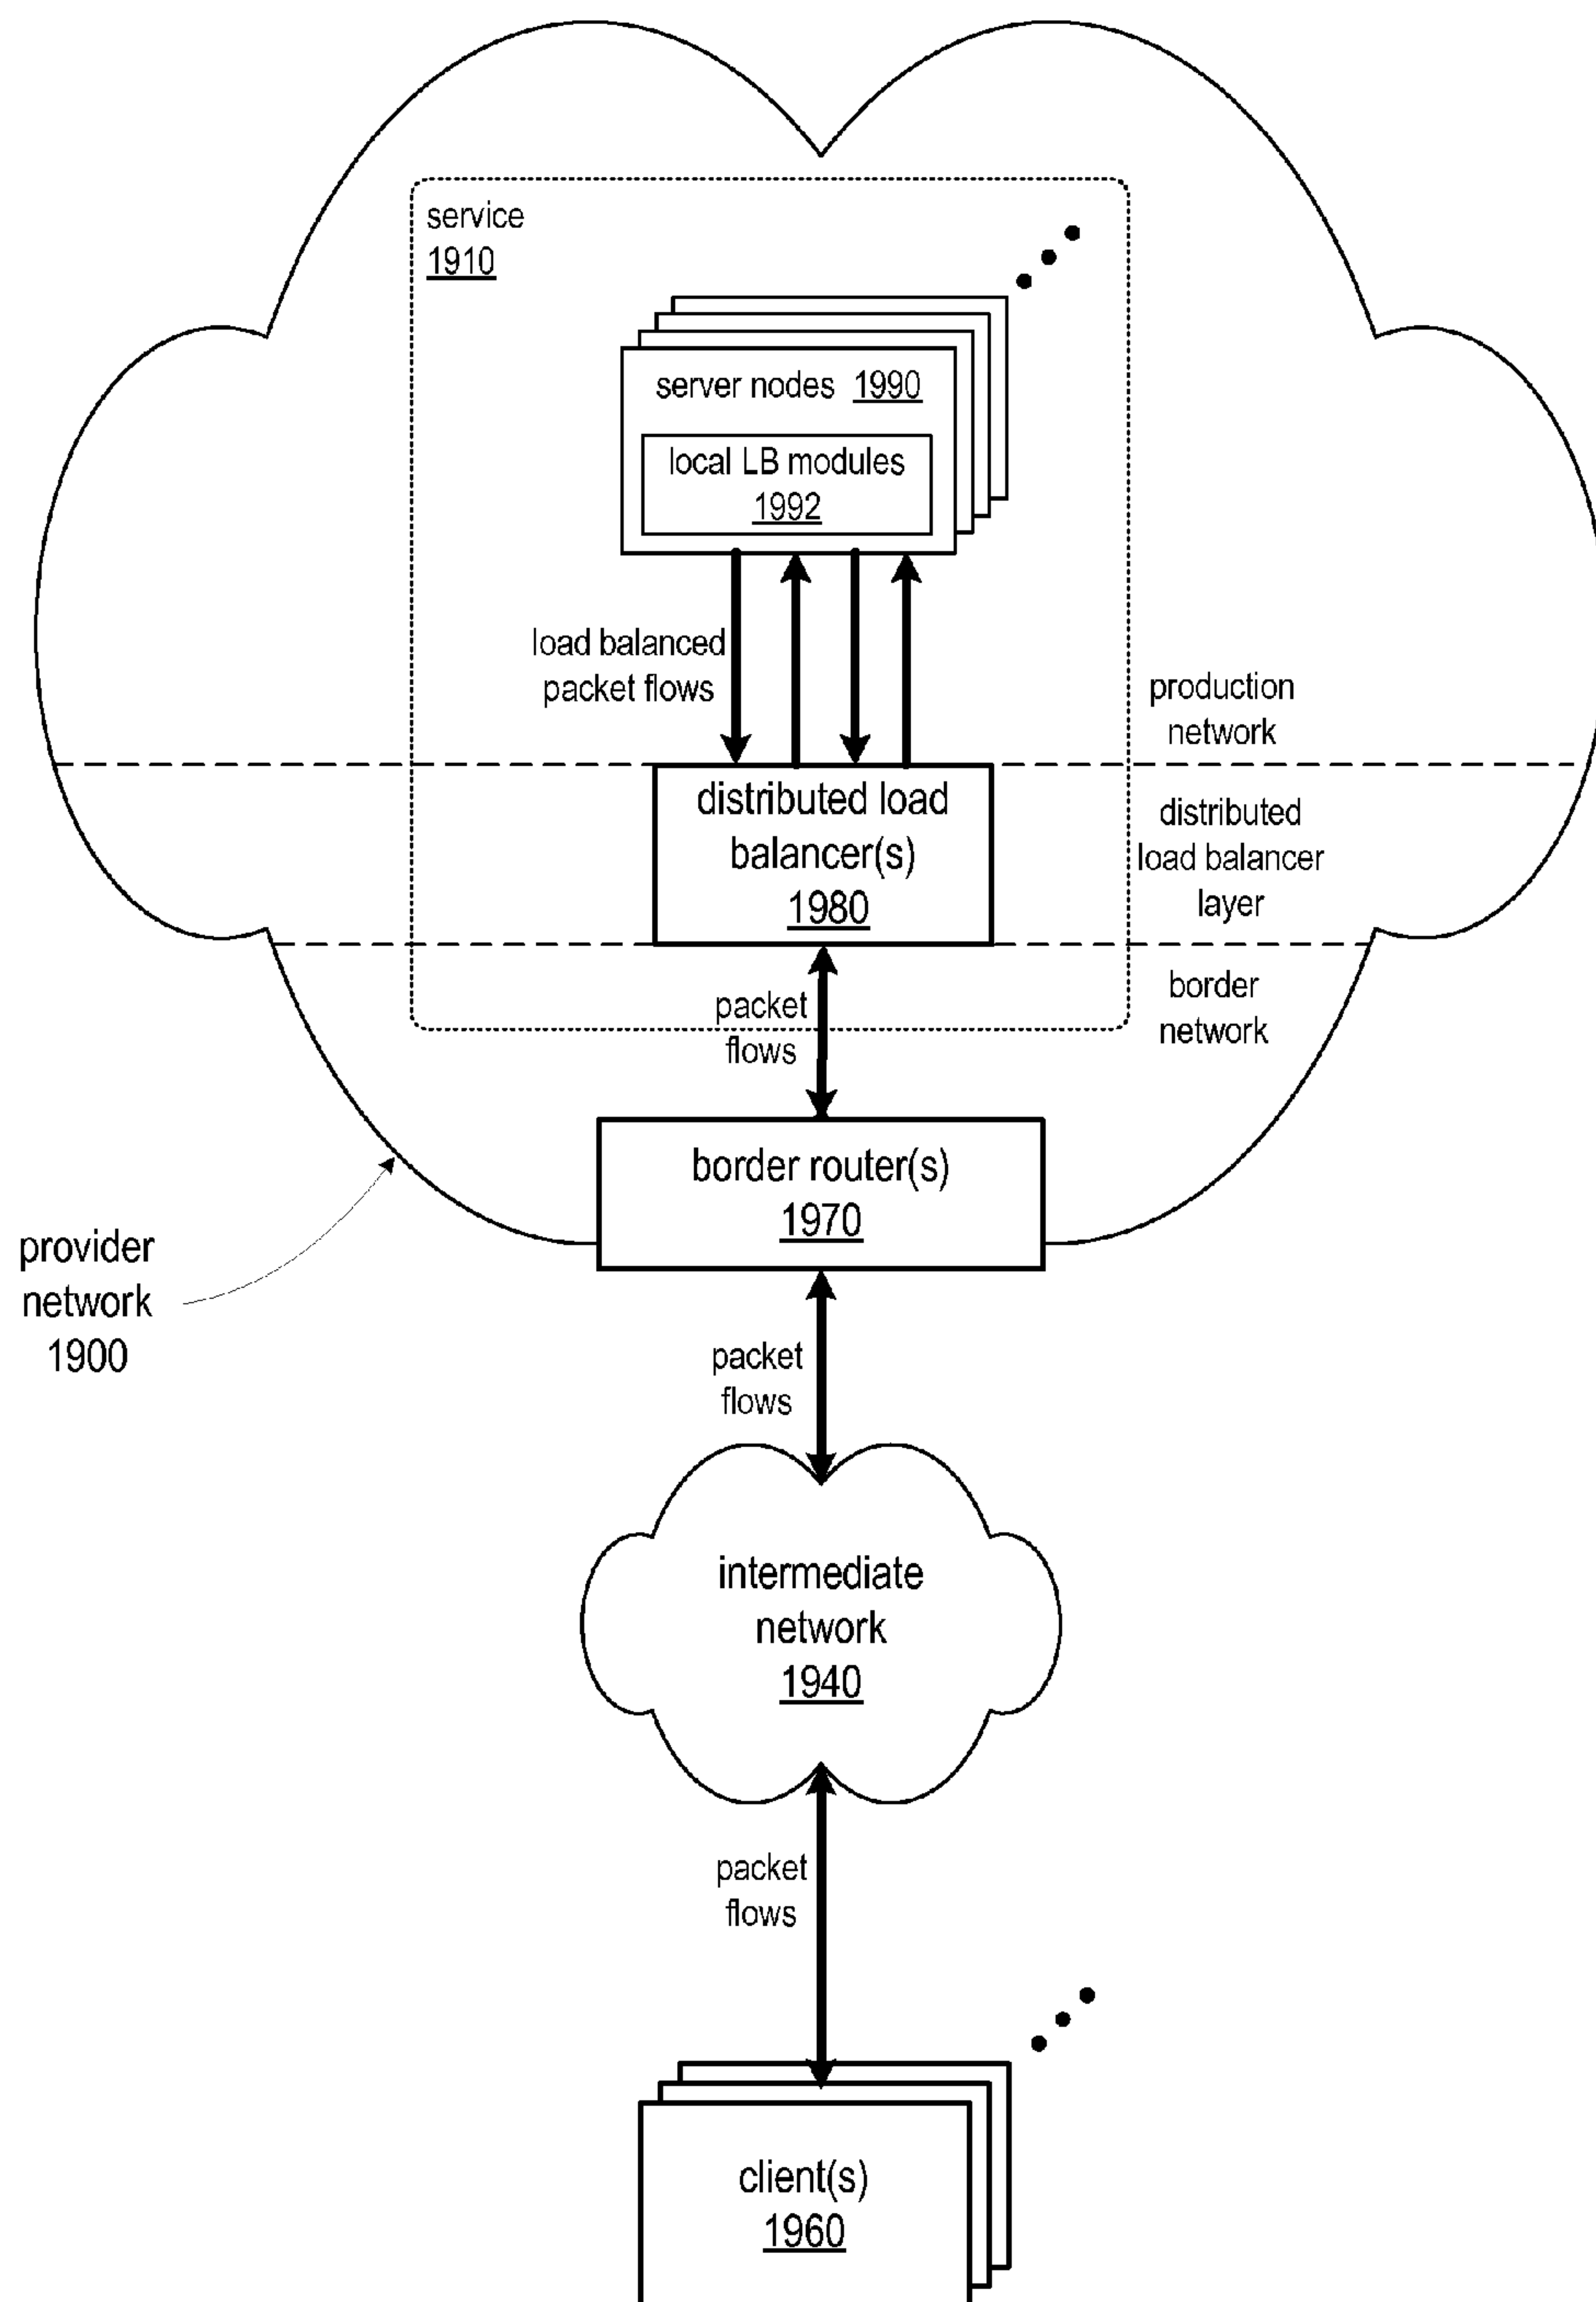 service
1910
server nodes 1990
local LB modules
1992
load balanced
packet flows
production
network
distributed load
balancer(s)
1980
distributed
load balancer
layer
packet
flows
border
network
border router(s)
1970
provider
network
1900
packet
flows
intermediate
network
1940
packet
flows
client(s)
1960